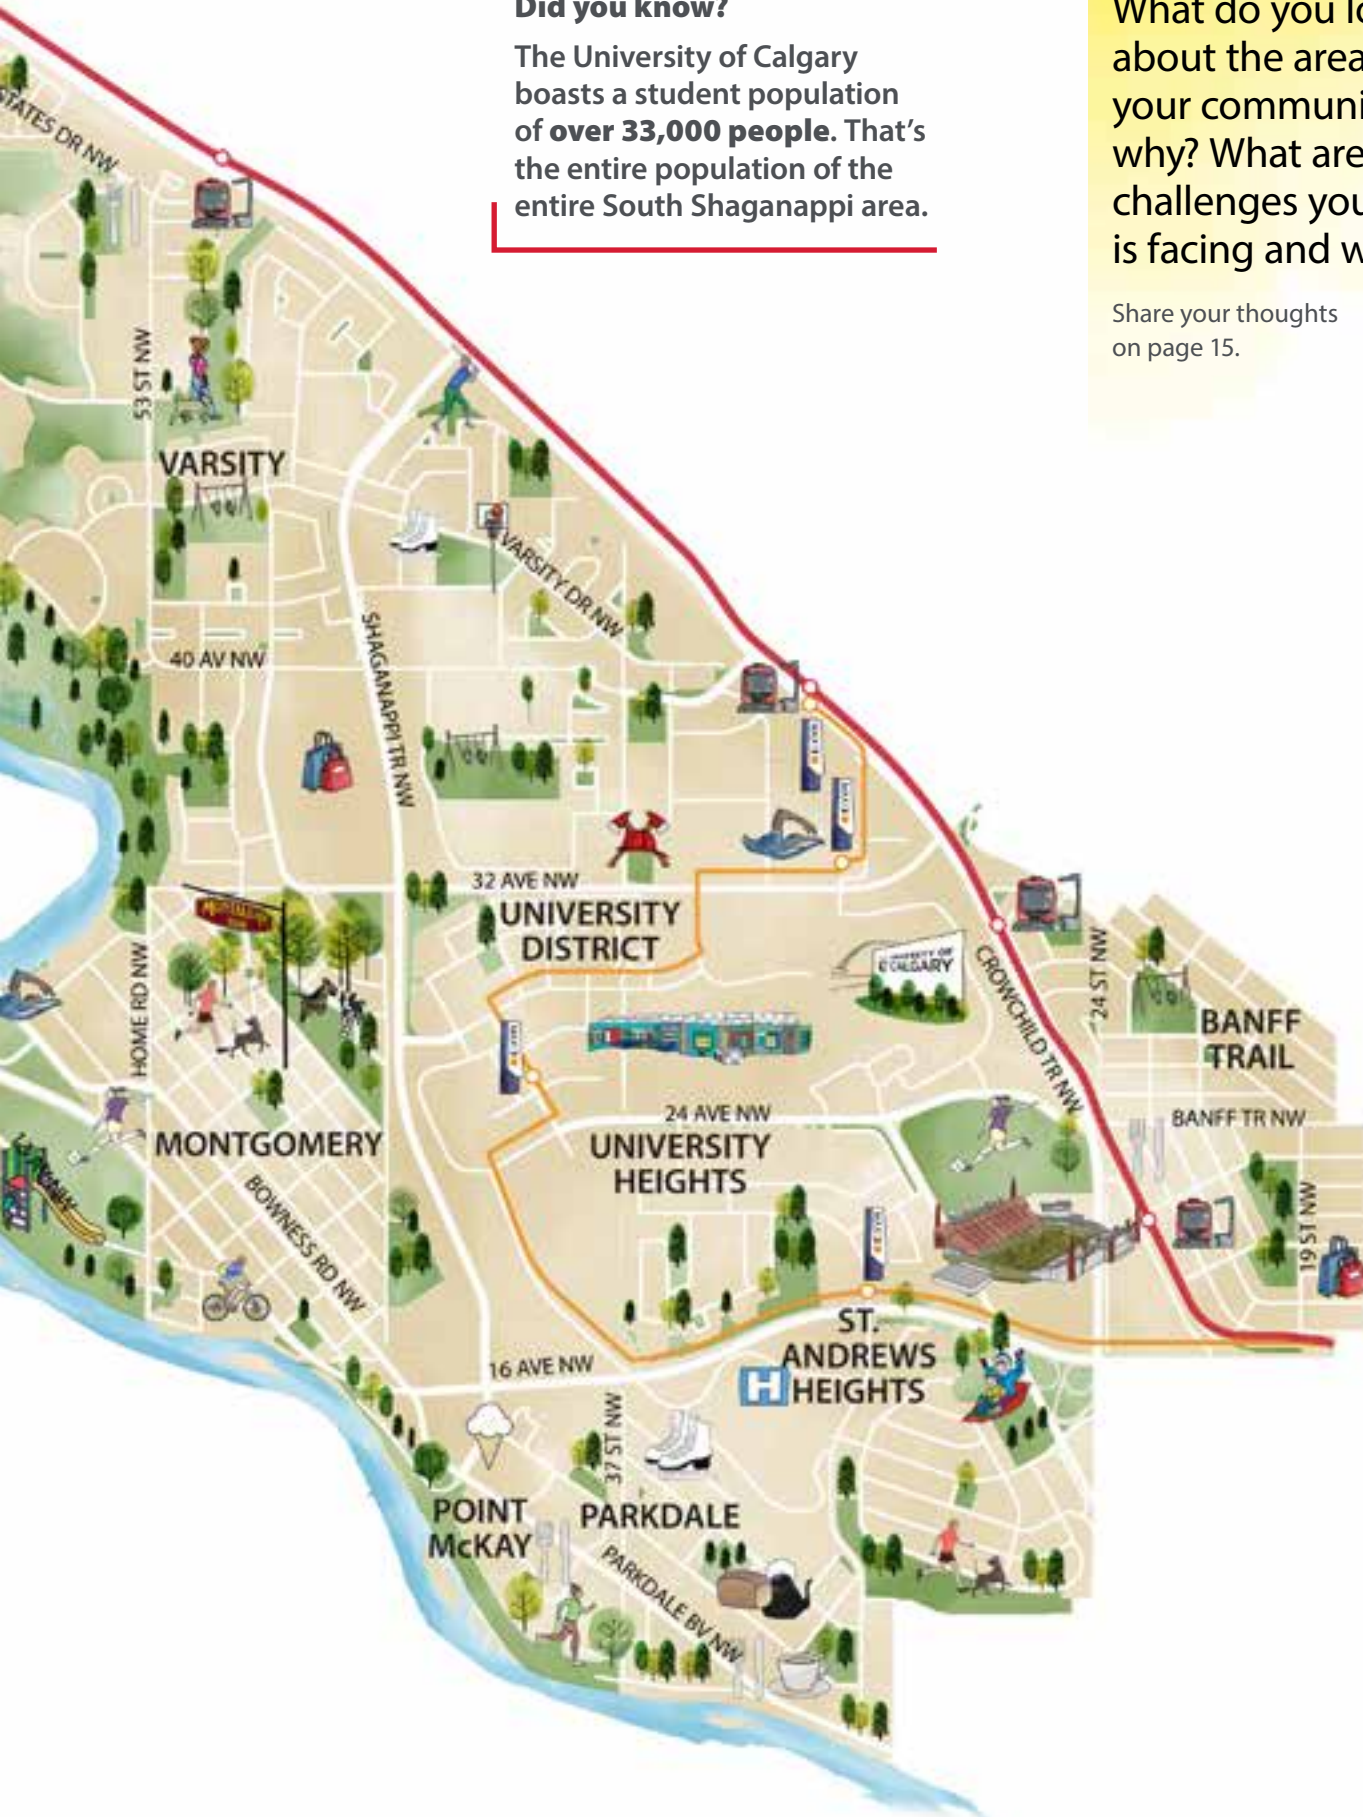 Did you know?
The University of Calgary
boasts a student population
of over 33,000 people. That's
the entire population of the
entire South Shaganappi area.
What do you lo
about the area
your communi
why? What are
challenges you
is facing and w
Share your thoughts
on page 15.
STATES DR NW
53 ST NW
VARSITY
VARSITY DR NW
40 AV NW
SHAGANAPPI TR NW
32 AVE NW
UNIVERSITY
DISTRICT
UNIVERSITY OF
CALGARY
CROWCHILD TR NW
24 ST NW
BANFF
TRAIL
HOME RD NW
MONTGOMERY
24 AVE NW
UNIVERSITY
HEIGHTS
BANFF TR NW
19 ST NW
BOWNESS RD NW
16 AVE NW
ST.
ANDREWS
HEIGHTS
H
37 ST NW
POINT
McKAY
PARKDALE
PARKDALE BV NW